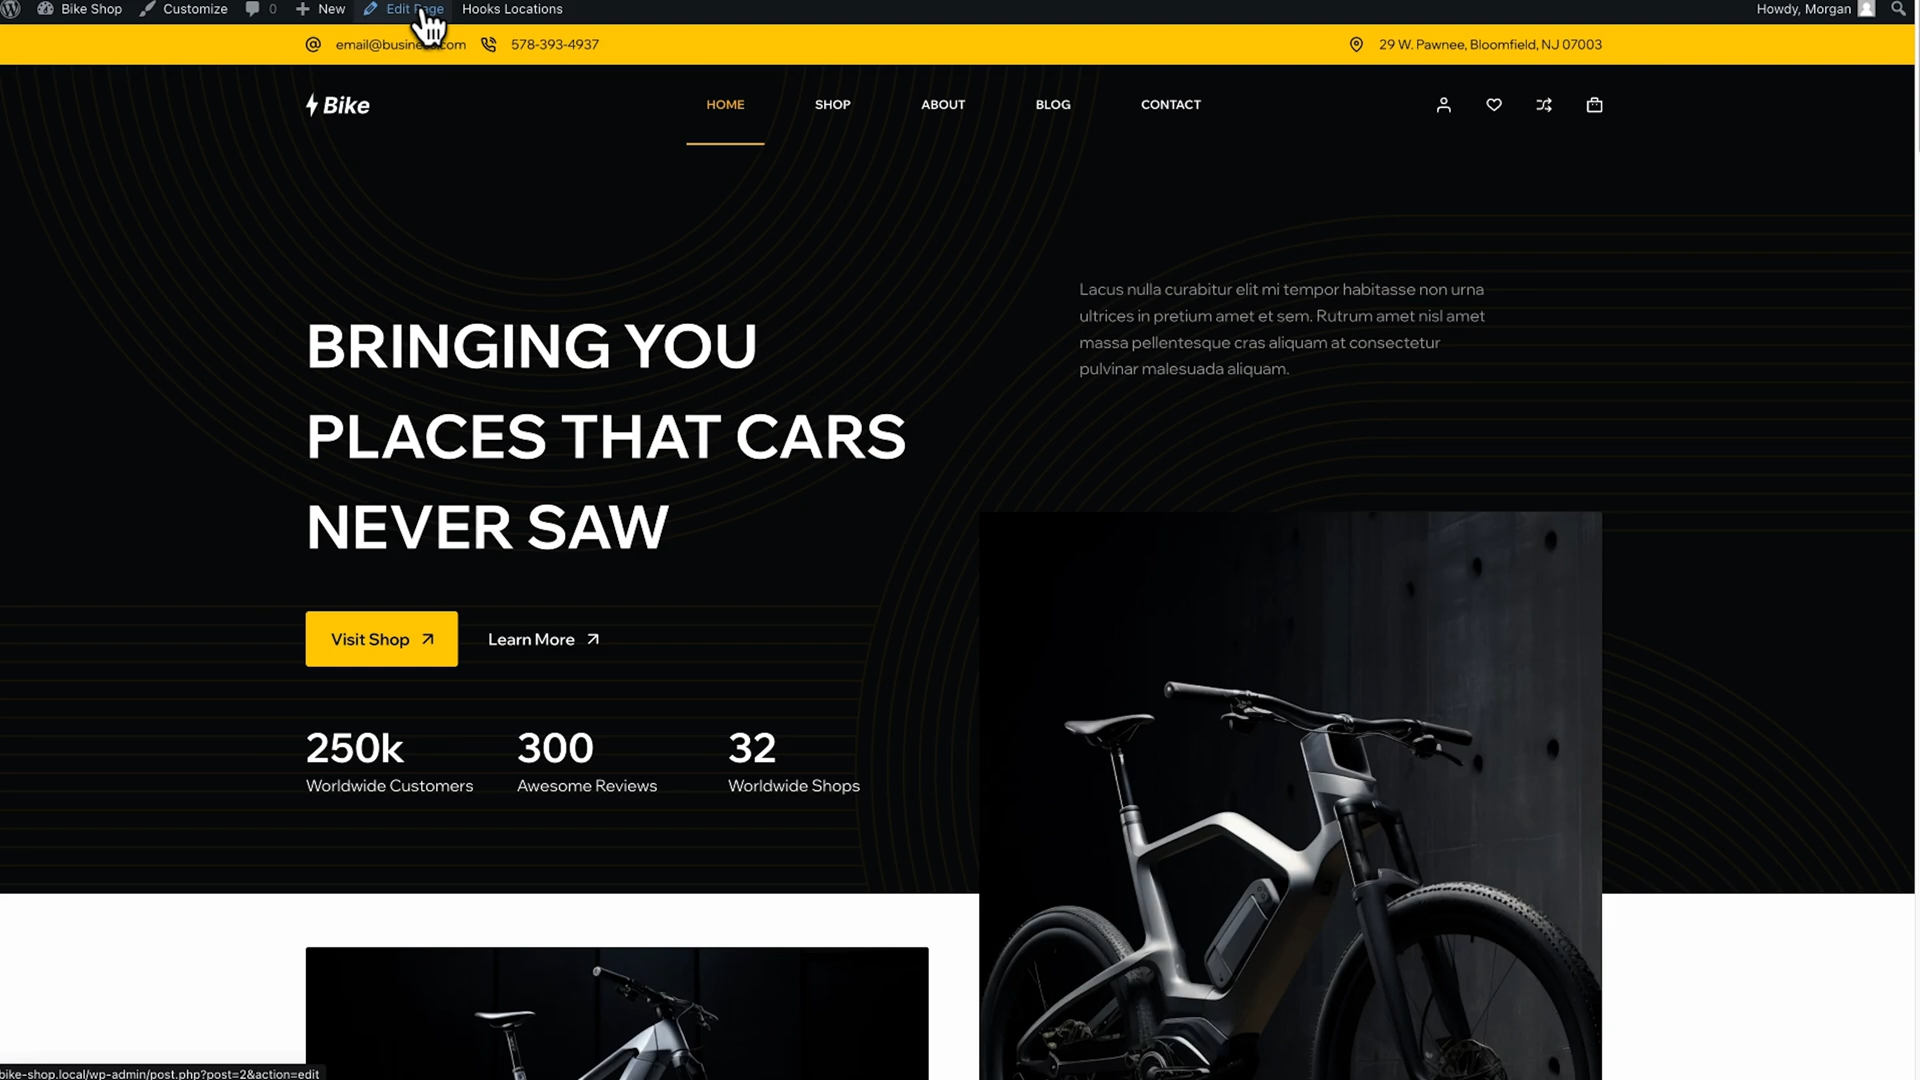 Bike Shop Customize 0 New Edit Page Hooks Locations Howdy, Morgan
email@business.com 578-393-4937 29 W. Pawnee, Bloomfield, NJ 07003
Bike HOME SHOP ABOUT BLOG CONTACT
Lacus nulla curabitur elit mi tempor habitasse non urna
ultrices in pretium amet et sem. Rutrum amet nisl amet
massa pellentesque cras aliquam at consectetur
pulvinar malesuada aliquam.
BRINGING YOU
PLACES THAT CARS
NEVER SAW
Visit Shop Learn More
250k 300 32
Worldwide Customers Awesome Reviews Worldwide Shops
bike-shop.local/wp-admin/post.php?post=2&action=edit